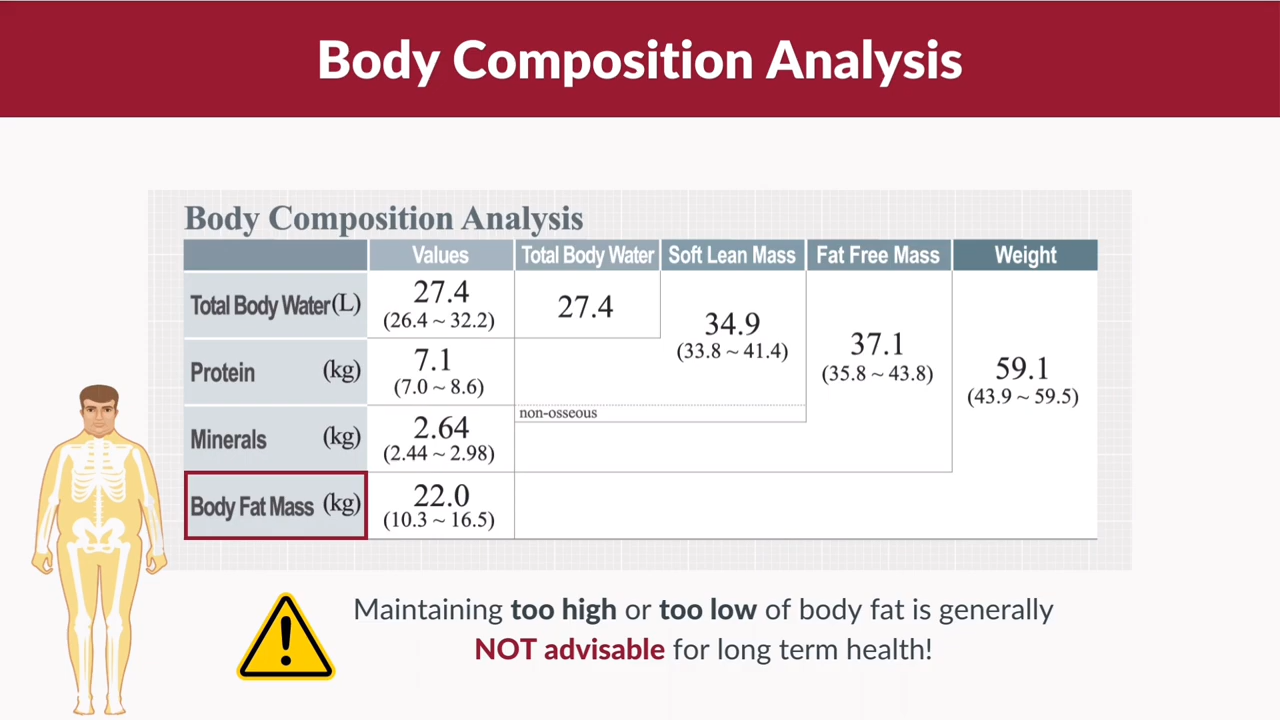 Body Composition Analysis
Body Composition Analysis
Values Total Body Water Soft Lean Mass Fat Free Mass Weight
Total Body Water (L) 27.4 (26.4 ~ 32.2) 27.4 34.9 (33.8 ~ 41.4) 37.1 (35.8 ~ 43.8) 59.1 (43.9 ~ 59.5)
Protein (kg) 7.1 (7.0 ~ 8.6)
non-osseous
Minerals (kg) 2.64 (2.44 ~ 2.98)
Body Fat Mass (kg) 22.0 (10.3 ~ 16.5)
Maintaining too high or too low of body fat is generally
NOT advisable for long term health!